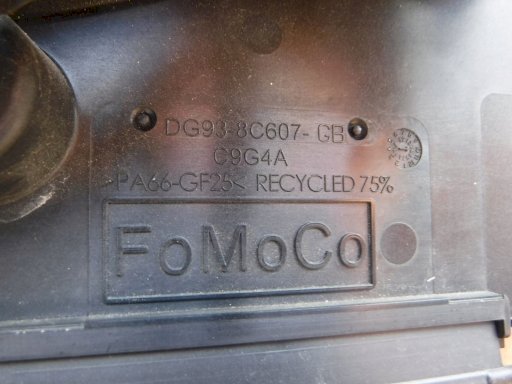 DG93-8C607-GB
C9G4A
>PA66-GF25< RECYCLED 75%
FoMoCo